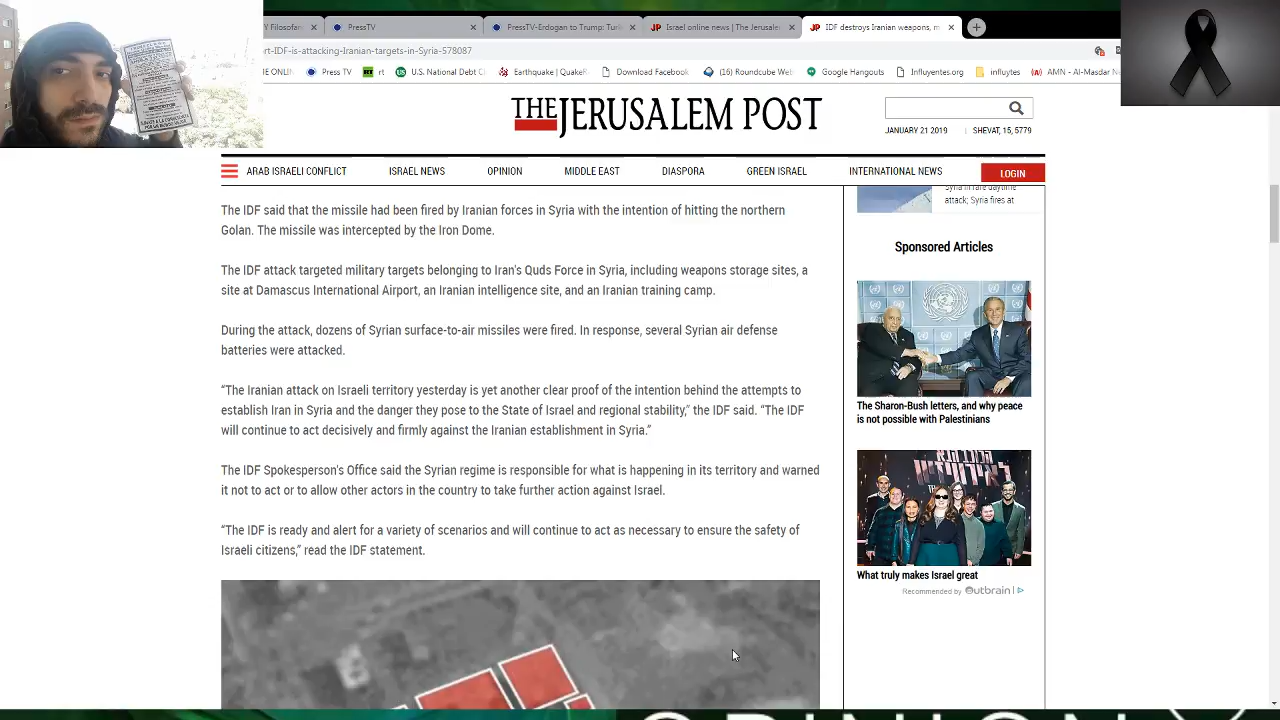 Filosofan
PressTV
PressTV-Erdogan to Trump: Turk
Israel online news | The Jerusale
IDF destroys Iranian weapons, m
ort-IDF-is-attacking-Iranian-targets-in-Syria-578087
Press TV
rt
U.S. National Debt Cl
Earthquake | QuakeR
Download Facebook
(16) Roundcube Web
Google Hangouts
Influyentes.org
influytes
AMN - Al-Masdar N
THE JERUSALEM POST
JANUARY 21 2019 | SHEVAT, 15, 5779
ARAB ISRAELI CONFLICT
ISRAEL NEWS
OPINION
MIDDLE EAST
DIASPORA
GREEN ISRAEL
INTERNATIONAL NEWS
LOGIN
The IDF said that the missile had been fired by Iranian forces in Syria with the intention of hitting the northern
Golan. The missile was intercepted by the Iron Dome.
The IDF attack targeted military targets belonging to Iran's Quds Force in Syria, including weapons storage sites, a
site at Damascus International Airport, an Iranian intelligence site, and an Iranian training camp.
During the attack, dozens of Syrian surface-to-air missiles were fired. In response, several Syrian air defense
batteries were attacked.
“The Iranian attack on Israeli territory yesterday is yet another clear proof of the intention behind the attempts to
establish Iran in Syria and the danger they pose to the State of Israel and regional stability,” the IDF said. “The IDF
will continue to act decisively and firmly against the Iranian establishment in Syria.”
The IDF Spokesperson's Office said the Syrian regime is responsible for what is happening in its territory and warned
it not to act or to allow other actors in the country to take further action against Israel.
“The IDF is ready and alert for a variety of scenarios and will continue to act as necessary to ensure the safety of
Israeli citizens,” read the IDF statement.
Syria in rare daytime
attack; Syria fires at
Sponsored Articles
The Sharon-Bush letters, and why peace
is not possible with Palestinians
What truly makes Israel great
Recommended by Outbrain